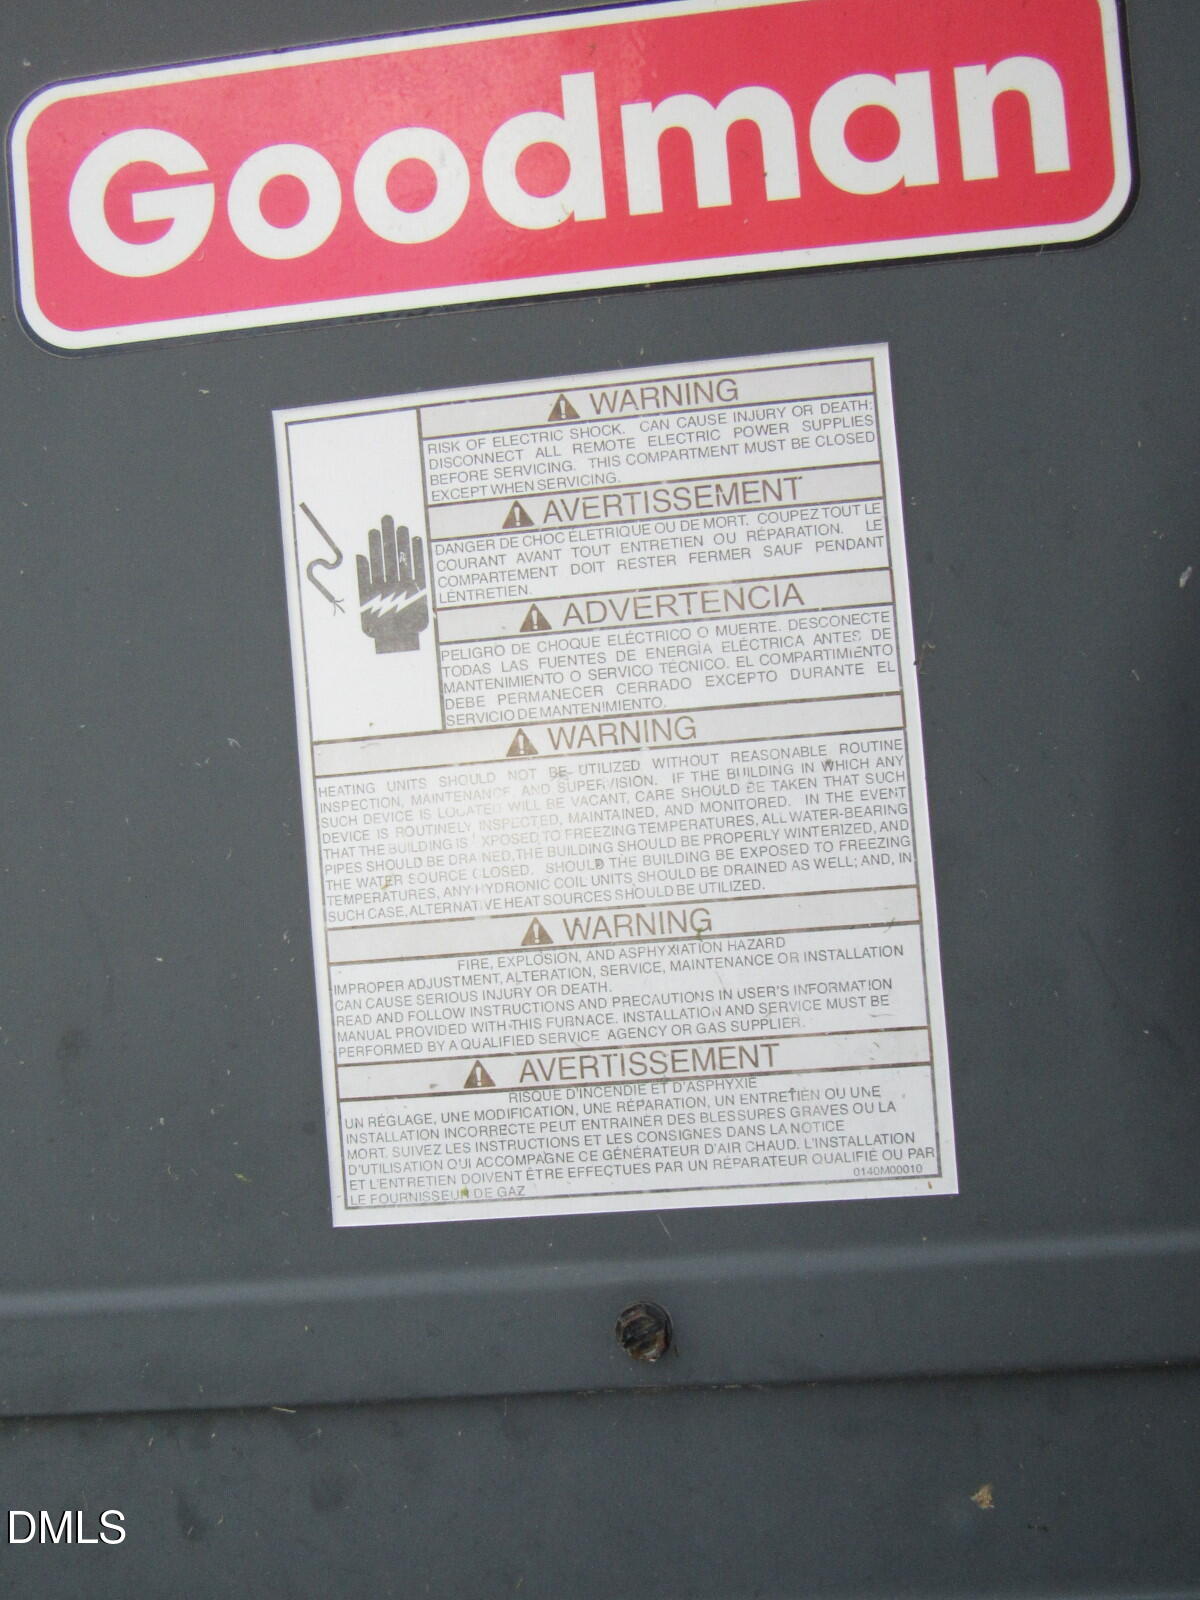 Goodman
WARNING
RISK OF ELECTRIC SHOCK. CAN CAUSE INJURY OR DEATH:
DISCONNECT ALL REMOTE ELECTRIC POWER SUPPLIES
BEFORE SERVICING. THIS COMPARTMENT MUST BE CLOSED
EXCEPT WHEN SERVICING.
AVERTISSEMENT
DANGER DE CHOC ÉLETRIQUE OU DE MORT. COUPEZ TOUT LE
COURANT AVANT TOUT ENTRETIEN OU RÉPARATION. LE
COMPARTEMENT DOIT RESTER FERMER SAUF PENDANT
LÉNTRETIEN.
ADVERTENCIA
PELIGRO DE CHOQUE ELÉCTRICO O MUERTE. DESCONECTE
TODAS LAS FUENTES DE ENERGÍA ELÉCTRICA ANTES DE
MANTENIMIENTO O SERVICO TÉCNICO. EL COMPARTIMIENTO
DEBE PERMANECER CERRADO EXCEPTO DURANTE EL
SERVICIO DE MANTENIMIENTO.
WARNING
HEATING UNITS SHOULD NOT BE UTILIZED WITHOUT REASONABLE ROUTINE
INSPECTION, MAINTENANCE AND SUPERVISION. IF THE BUILDING IN WHICH ANY
SUCH DEVICE IS LOCATED WILL BE VACANT, CARE SHOULD BE TAKEN THAT SUCH
DEVICE IS ROUTINELY INSPECTED, MAINTAINED, AND MONITORED. IN THE EVENT
THAT THE BUILDING IS EXPOSED TO FREEZING TEMPERATURES, ALL WATER-BEARING
PIPES SHOULD BE DRAINED, THE BUILDING SHOULD BE PROPERLY WINTERIZED, AND
THE WATER SOURCE CLOSED. SHOULD THE BUILDING BE EXPOSED TO FREEZING
TEMPERATURES, ANY HYDRONIC COIL UNITS SHOULD BE DRAINED AS WELL; AND, IN
SUCH CASE, ALTERNATIVE HEAT SOURCES SHOULD BE UTILIZED.
WARNING
FIRE, EXPLOSION, AND ASPHYXIATION HAZARD
IMPROPER ADJUSTMENT, ALTERATION, SERVICE, MAINTENANCE OR INSTALLATION
CAN CAUSE SERIOUS INJURY OR DEATH.
READ AND FOLLOW INSTRUCTIONS AND PRECAUTIONS IN USER'S INFORMATION
MANUAL PROVIDED WITH THIS FURNACE. INSTALLATION AND SERVICE MUST BE
PERFORMED BY A QUALIFIED SERVICE AGENCY OR GAS SUPPLIER.
AVERTISSEMENT
RISQUE D'INCENDIE ET D'ASPHYXIE
UN RÉGLAGE, UNE MODIFICATION, UNE RÉPARATION, UN ENTRETIEN OU UNE
INSTALLATION INCORRECTE PEUT ENTRAINER DES BLESSURES GRAVES OU LA
MORT. SUIVEZ LES INSTRUCTIONS ET LES CONSIGNES DANS LA NOTICE
D'UTILISATION QUI ACCOMPAGNE CE GÉNÉRATEUR D'AIR CHAUD. L'INSTALLATION
ET L'ENTRETIEN DOIVENT ÊTRE EFFECTUES PAR UN RÉPARATEUR QUALIFIÉ OU PAR
LE FOURNISSEUR DE GAZ
0140M00010
DMLS